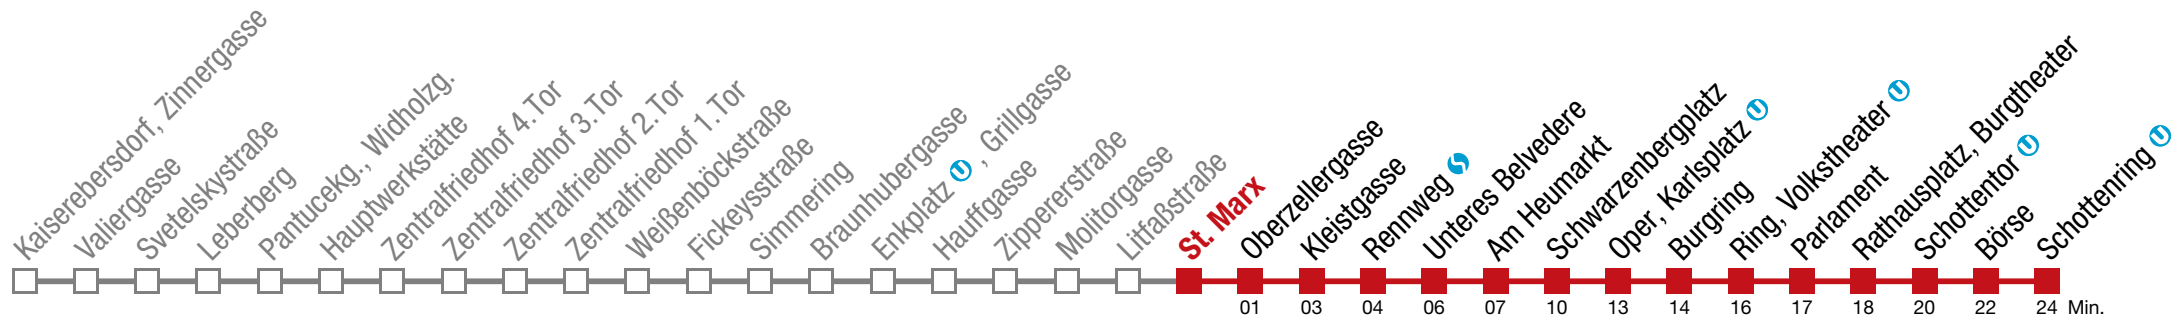 Kaiserebersdorf, Zinnergasse
Valiergasse
Svetelskystraße
Leberberg
Pantucekg., Widholzg.
Hauptwerkstätte
Zentralfriedhof 4.Tor
Zentralfriedhof 3.Tor
Zentralfriedhof 2.Tor
Zentralfriedhof 1.Tor
Weißenböckstraße
Fickeysstraße
Simmering
Braunhubergasse
Enkplatz U , Grillgasse
Hauffgasse
Zippererstraße
Molitorgasse
Litfaßstraße
St. Marx
Oberzellergasse
Kleistgasse
Rennweg S
Unteres Belvedere
Am Heumarkt
Schwarzenbergplatz
Oper, Karlsplatz U
Burgring
Ring, Volkstheater U
Parlament
Rathausplatz, Burgtheater
Schottentor U
Börse
Schottenring U
01 03 04 06 07 10 13 14 16 17 18 20 22 24 Min.